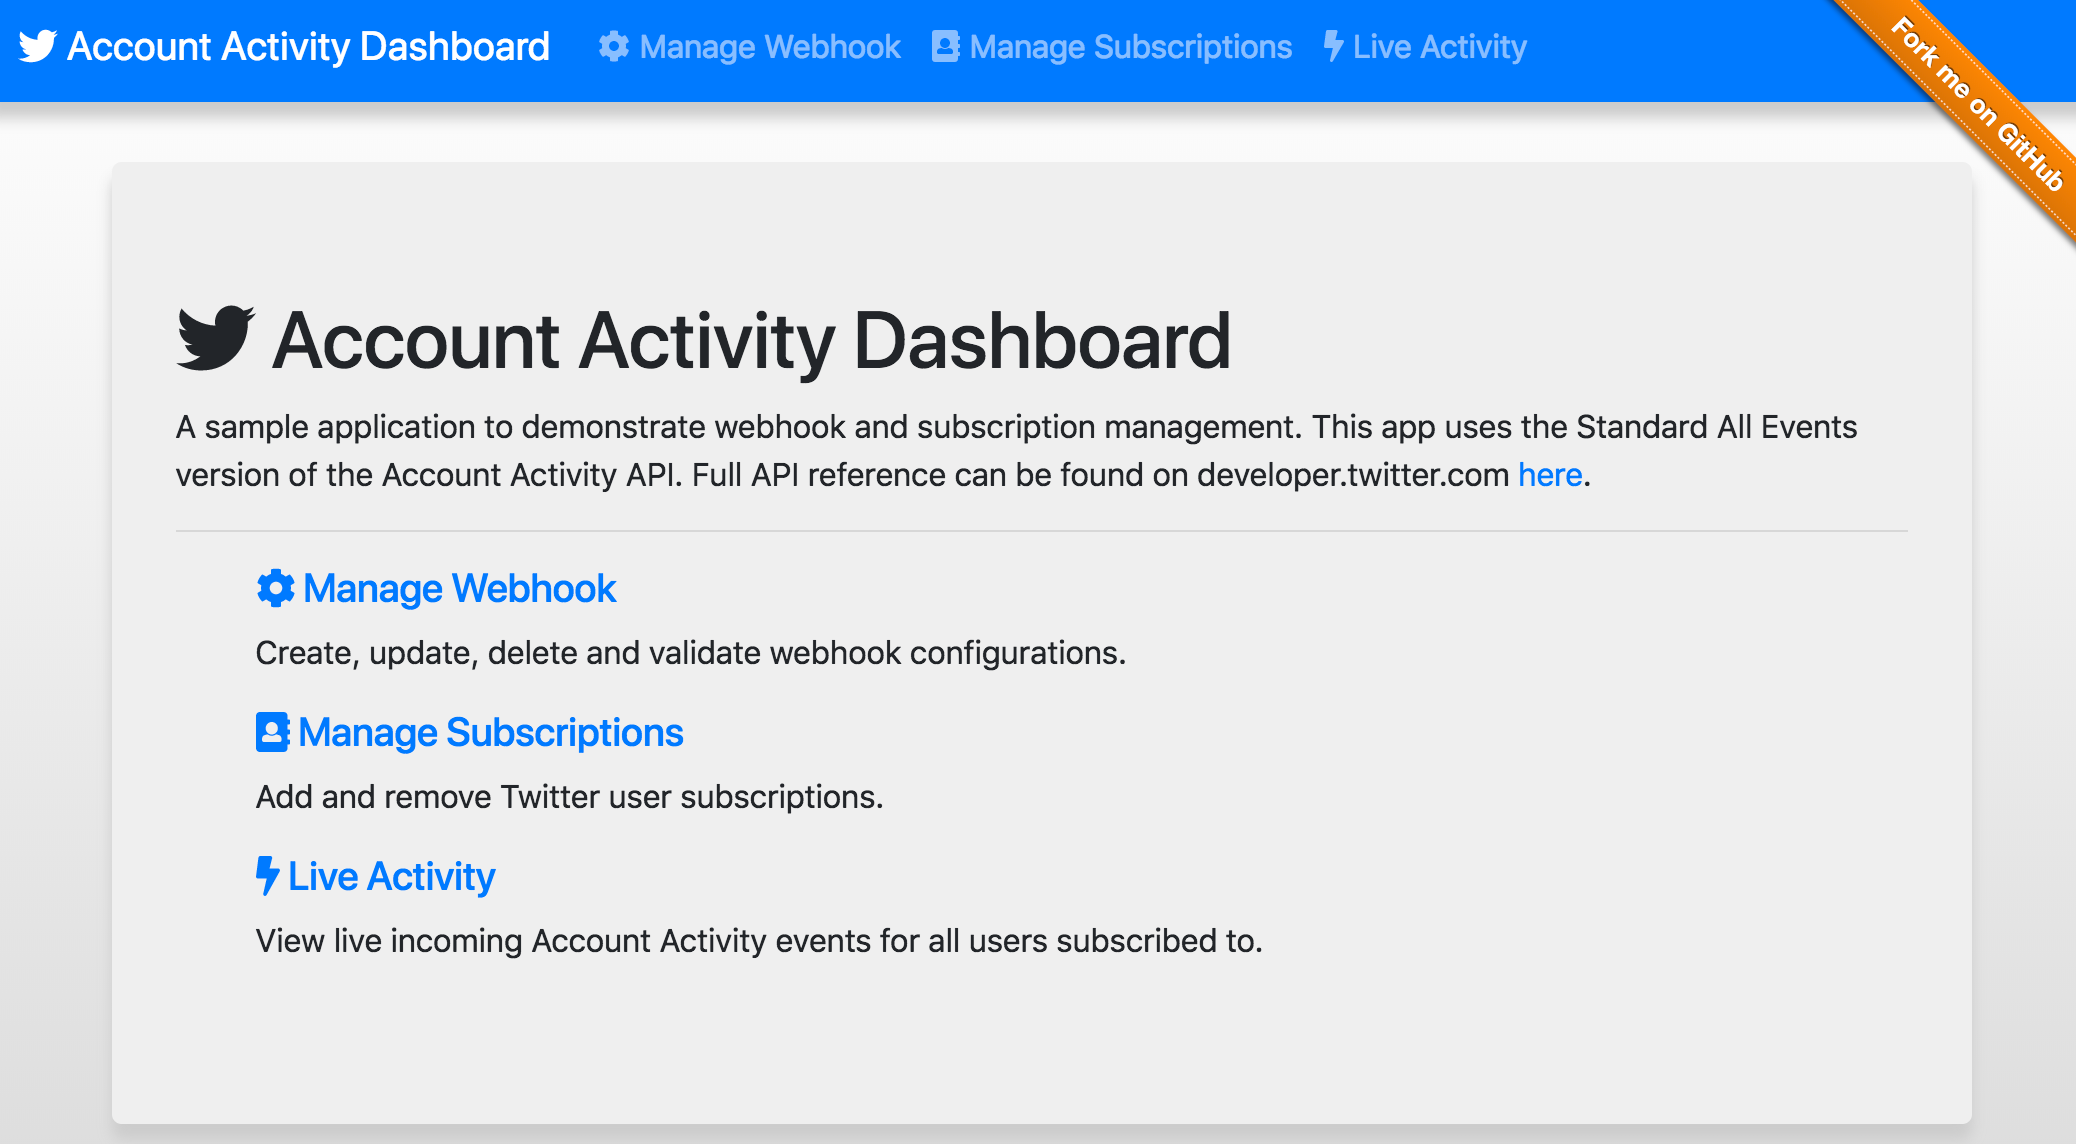 Account Activity Dashboard Manage Webhook Manage Subscriptions Live Activity
Fork me on GitHub
Account Activity Dashboard
A sample application to demonstrate webhook and subscription management. This app uses the Standard All Events
version of the Account Activity API. Full API reference can be found on developer.twitter.com here.
Manage Webhook
Create, update, delete and validate webhook configurations.
Manage Subscriptions
Add and remove Twitter user subscriptions.
Live Activity
View live incoming Account Activity events for all users subscribed to.